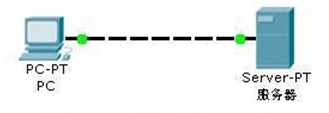 PC-PT
PC
Server-PT
服务器